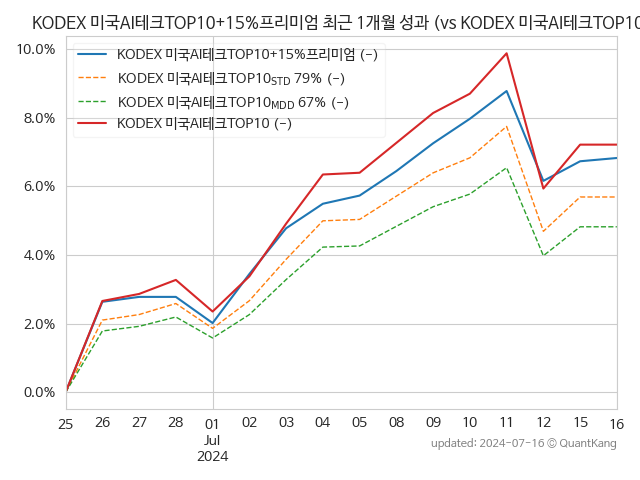 KODEX 미국AI테크TOP10+15%프리미엄 최근 1개월 성과 (vs KODEX 미국AI테크TOP10
10.0%
8.0%
6.0%
4.0%
2.0%
0.0%
KODEX 미국AI테크TOP10+15%프리미엄 (-)
KODEX 미국AI테크TOP10STD 79% (-)
KODEX 미국AI테크TOP10MDD 67% (-)
KODEX 미국AI테크TOP10 (-)
25 26 27 28 01 02 03 04 05 08 09 10 11 12 15 16
Jul
2024
updated: 2024-07-16 © QuantKang